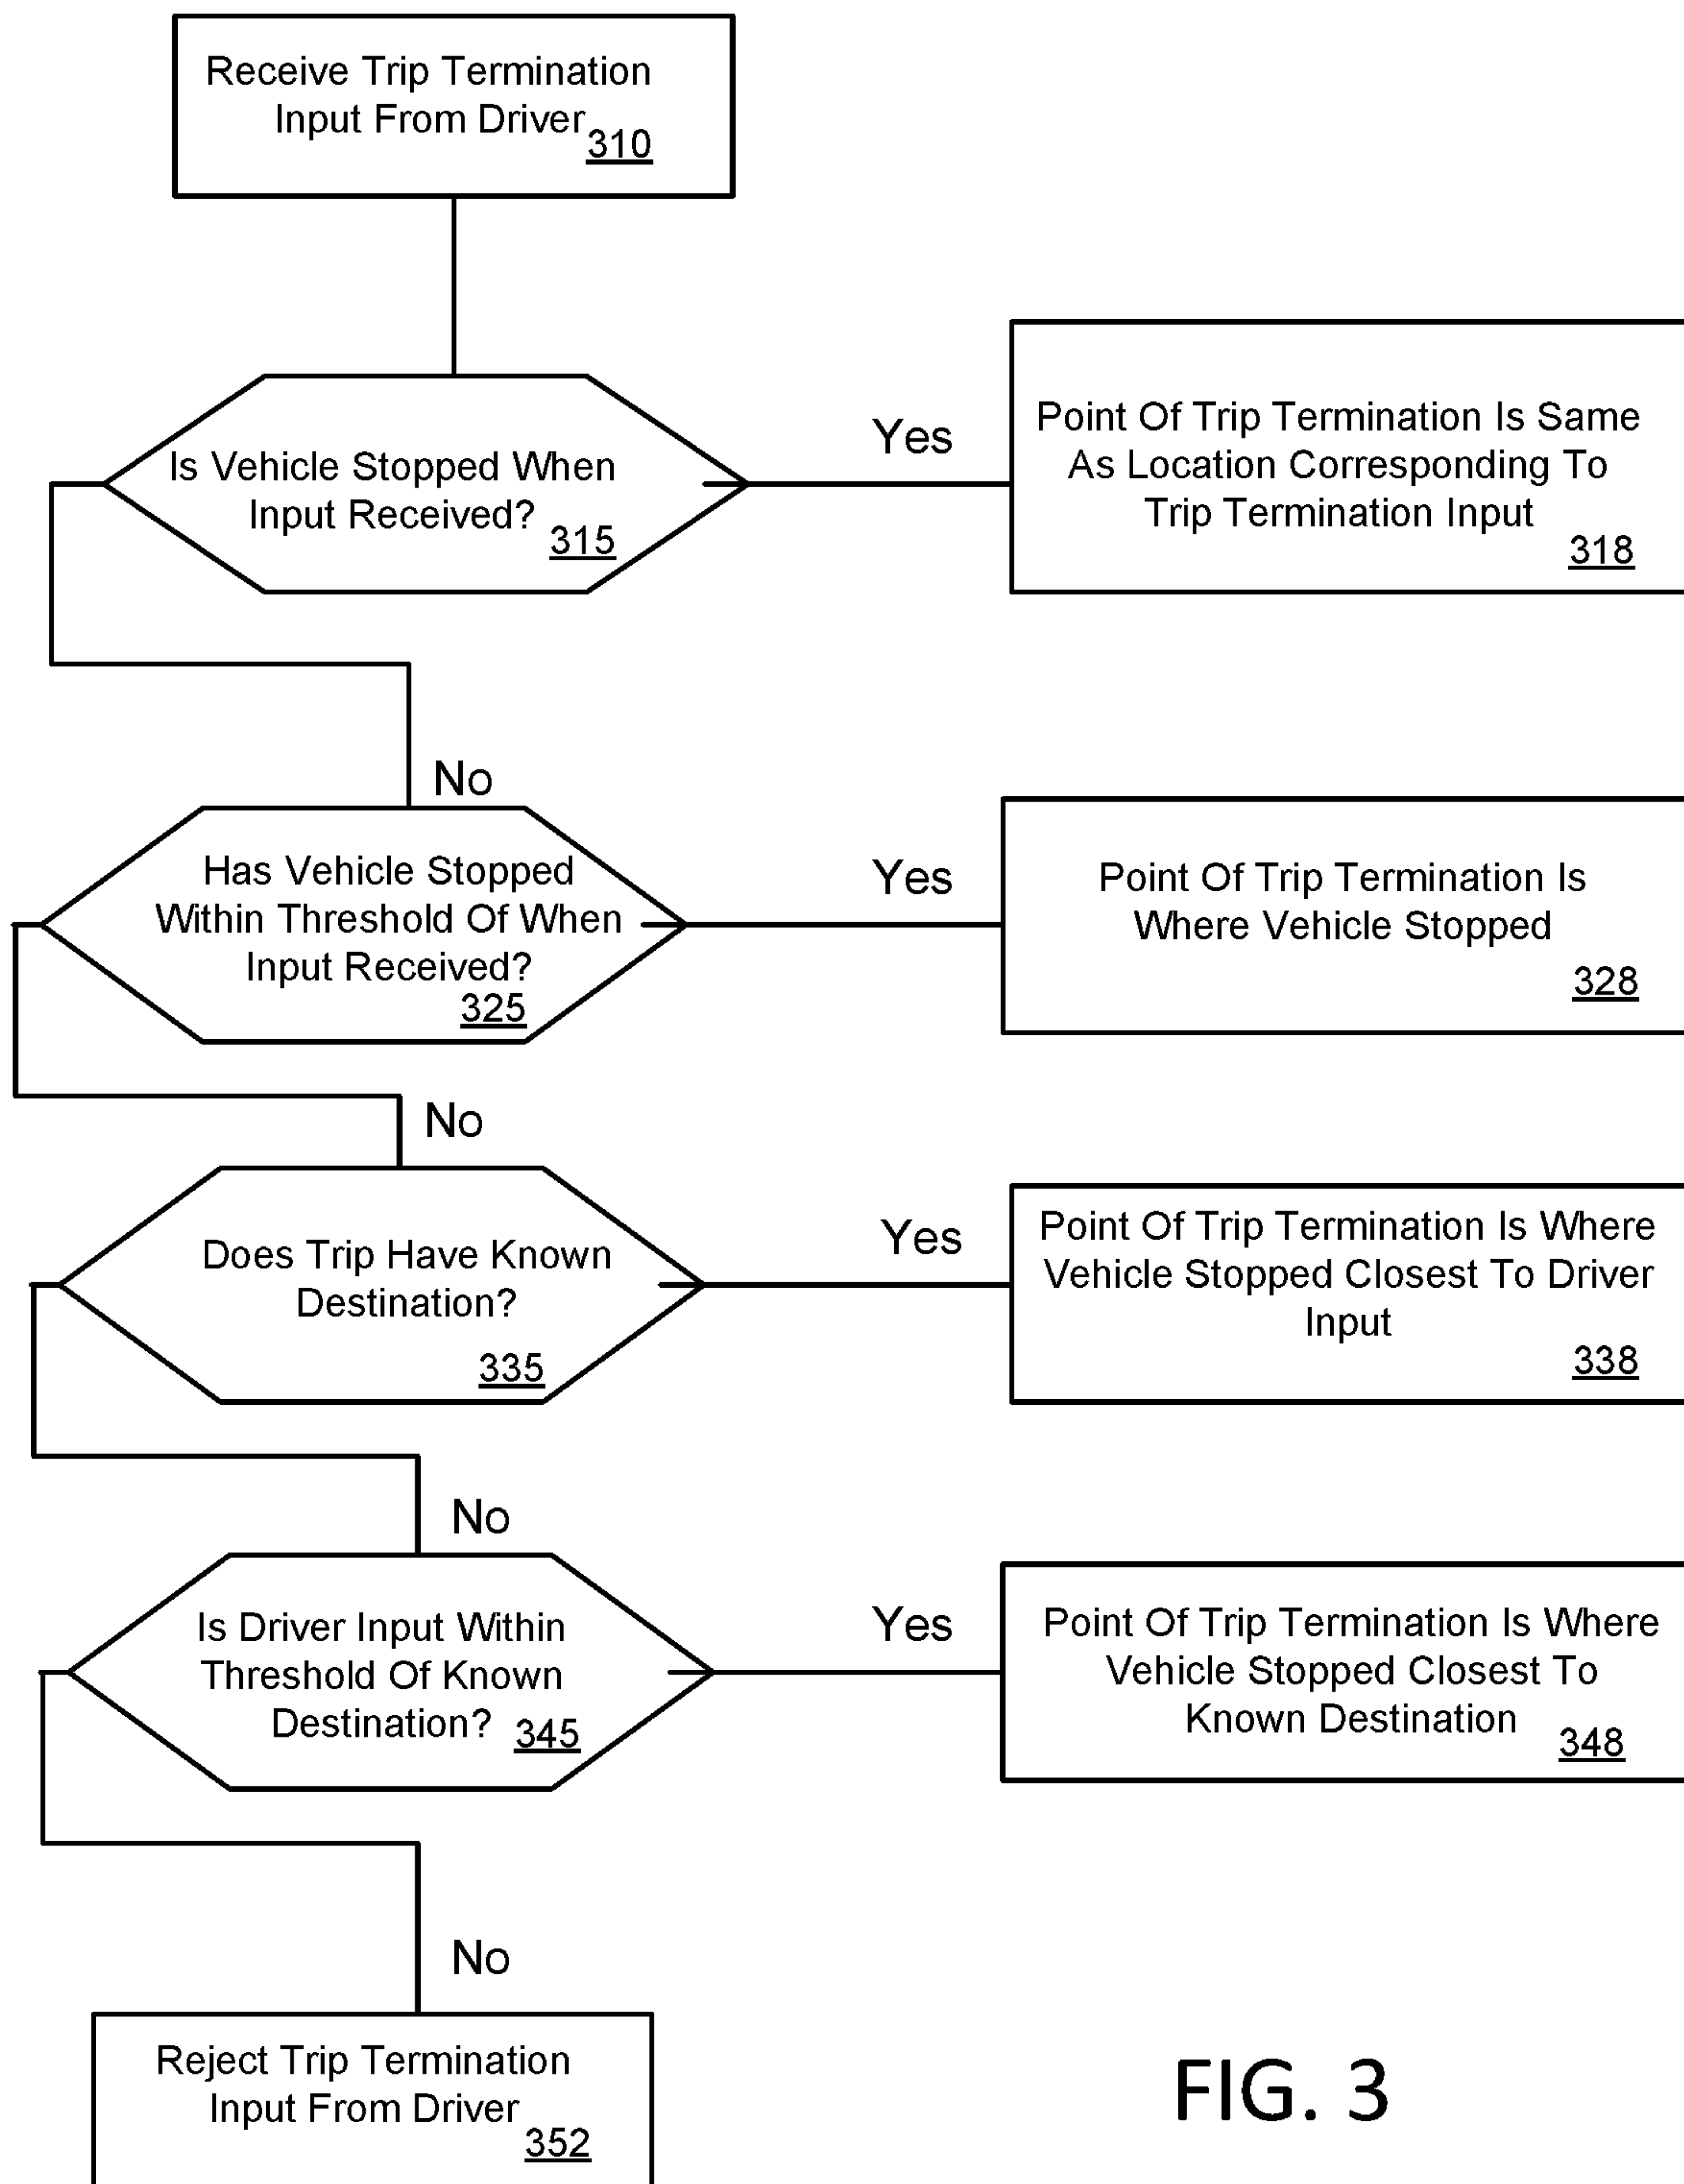 Receive Trip Termination
Input From Driver
310
Is Vehicle Stopped When
Input Received?
315
Yes
Point Of Trip Termination Is Same
As Location Corresponding To
Trip Termination Input
318
No
Has Vehicle Stopped
Within Threshold Of When
Input Received?
325
Yes
Point Of Trip Termination Is
Where Vehicle Stopped
328
No
Does Trip Have Known
Destination?
335
Yes
Point Of Trip Termination Is Where
Vehicle Stopped Closest To Driver
Input
338
No
Is Driver Input Within
Threshold Of Known
Destination?
345
Yes
Point Of Trip Termination Is Where
Vehicle Stopped Closest To
Known Destination
348
No
Reject Trip Termination
Input From Driver
352
FIG. 3